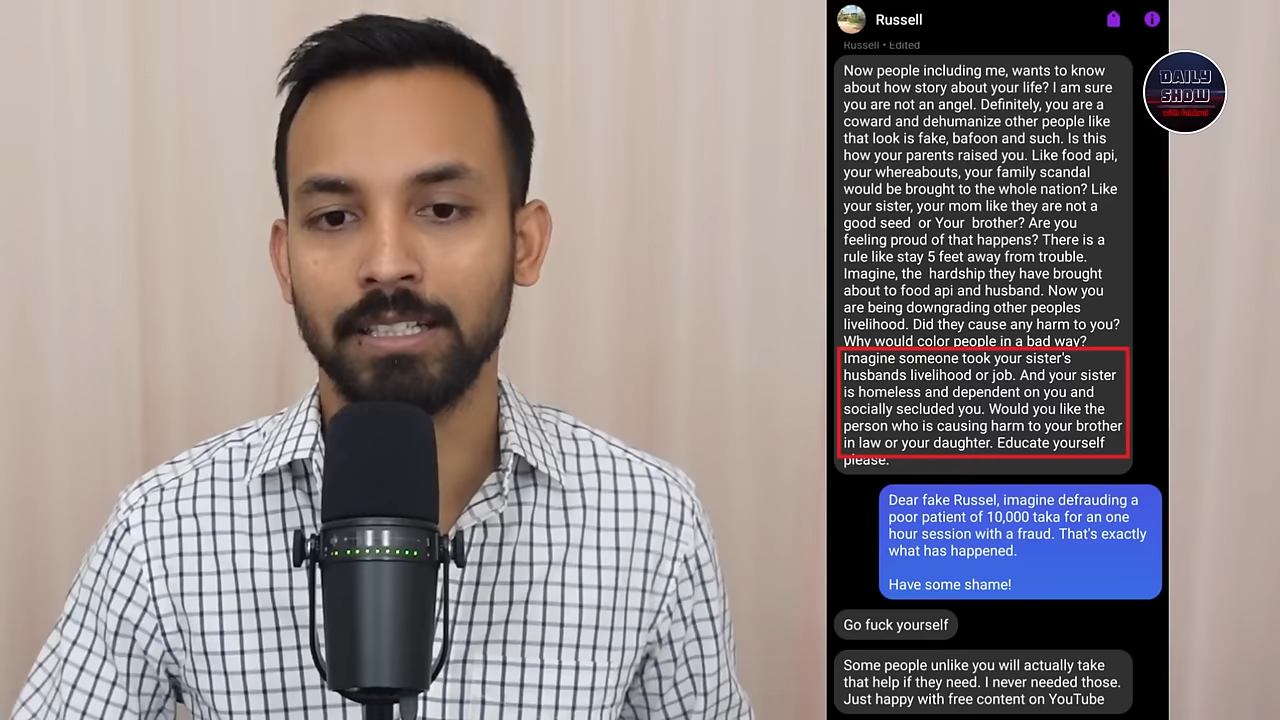 Russell
Russell • Edited
Now people including me, wants to know
about how story about your life? I am sure
you are not an angel. Definitely, you are a
coward and dehumanize other people like
that look is fake, bafoon and such. Is this
how your parents raised you. Like food api,
your whereabouts, your family scandal
would be brought to the whole nation? Like
your sister, your mom like they are not a
good seed or Your brother? Are you
feeling proud of that happens? There is a
rule like stay 5 feet away from trouble.
Imagine, the hardship they have brought
about to food api and husband. Now you
are being downgrading other peoples
livelihood. Did they cause any harm to you?
Why would color people in a bad way?
Imagine someone took your sister's
husbands livelihood or job. And your sister
is homeless and dependent on you and
socially secluded you. Would you like the
person who is causing harm to your brother
in law or your daughter. Educate yourself
please.
Dear fake Russel, imagine defrauding a
poor patient of 10,000 taka for an one
hour session with a fraud. That's exactly
what has happened.
Have some shame!
Go fuck yourself
Some people unlike you will actually take
that help if they need. I never needed those.
Just happy with free content on YouTube
DAILY
SHOW